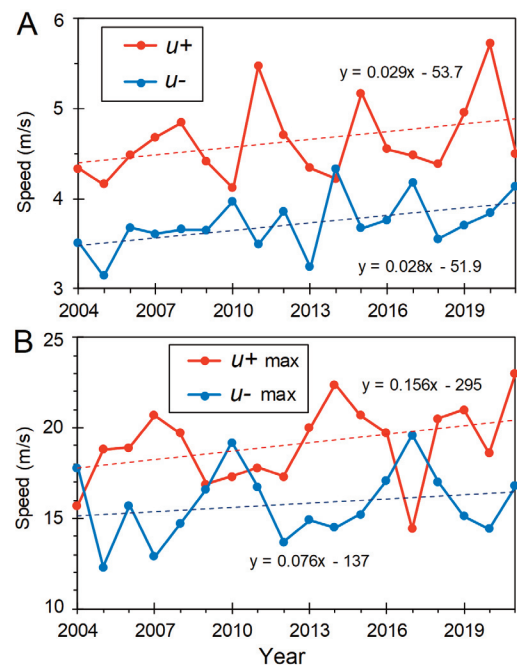 A
6
u+
u-
y = 0.029x - 53.7
5
Speed (m/s)
4
y = 0.028x - 51.9
3
2004 2007 2010 2013 2016 2019
B
25
u+ max
u- max
y = 0.156x - 295
20
Speed (m/s)
15
y = 0.076x - 137
10
2004 2007 2010 2013 2016 2019
Year